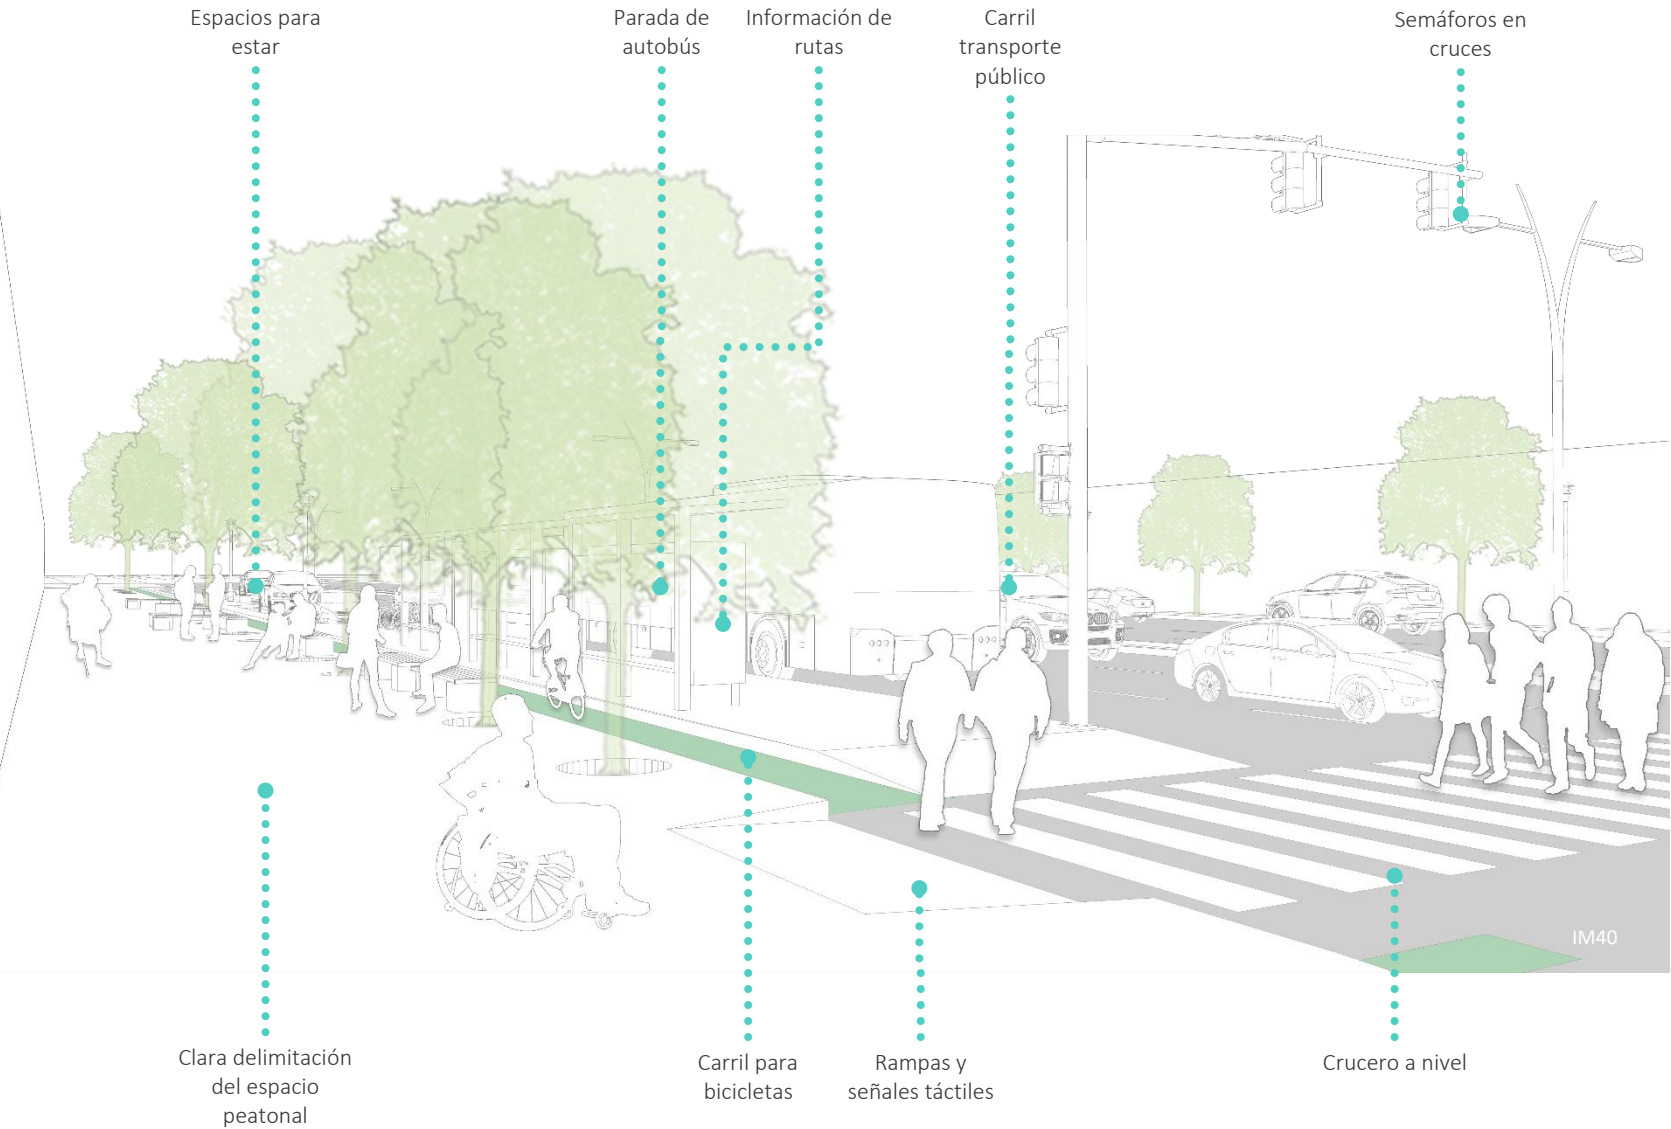 Espacios para
estar
Parada de
autobús
Información de
rutas
Carril
transporte
público
Semáforos en
cruces
IM40
Clara delimitación
del espacio
peatonal
Carril para
bicicletas
Rampas y
señales táctiles
Crucero a nivel